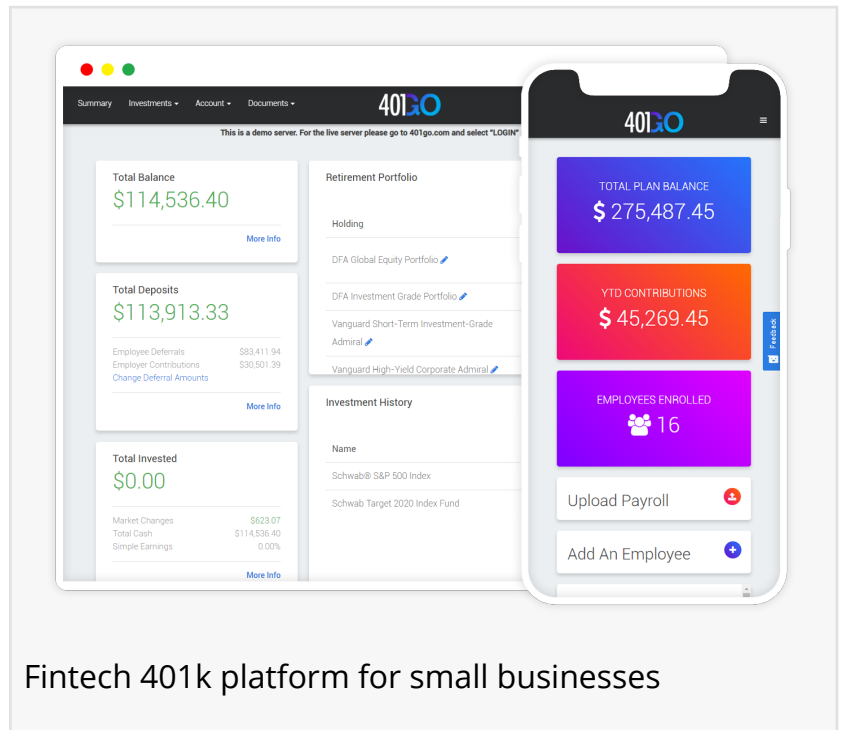 Summary Investments Account Documents
401GO
This is a demo server. For the live server please go to 401go.com and select "LOGIN"
Total Balance
$114,536.40
More Info
Total Deposits
$113,913.33
Employee Deferrals $83,411.94
Employer Contributions $30,501.39
Change Deferral Amounts
More Info
Total Invested
$0.00
Market Changes $623.07
Total Cash $114,536.40
Simple Earnings 0.00%
More Info
Retirement Portfolio
Holding
DFA Global Equity Portfolio
DFA Investment Grade Portfolio
Vanguard Short-Term Investment-Grade
Admiral
Vanguard High-Yield Corporate Admiral
Investment History
Name
Schwab® S&P 500 Index
Schwab Target 2020 Index Fund
401GO
TOTAL PLAN BALANCE
$ 275,487.45
YTD CONTRIBUTIONS
$ 45,269.45
EMPLOYEES ENROLLED
16
Feedback
Upload Payroll
Add An Employee
Fintech 401k platform for small businesses